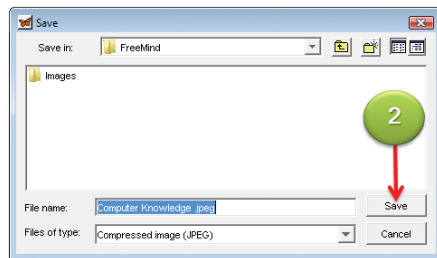 Save
Save in: FreeMind
Images
2
File name: Computer Knowledge .jpeg Save
Files of type: Compressed image (JPEG) Cancel